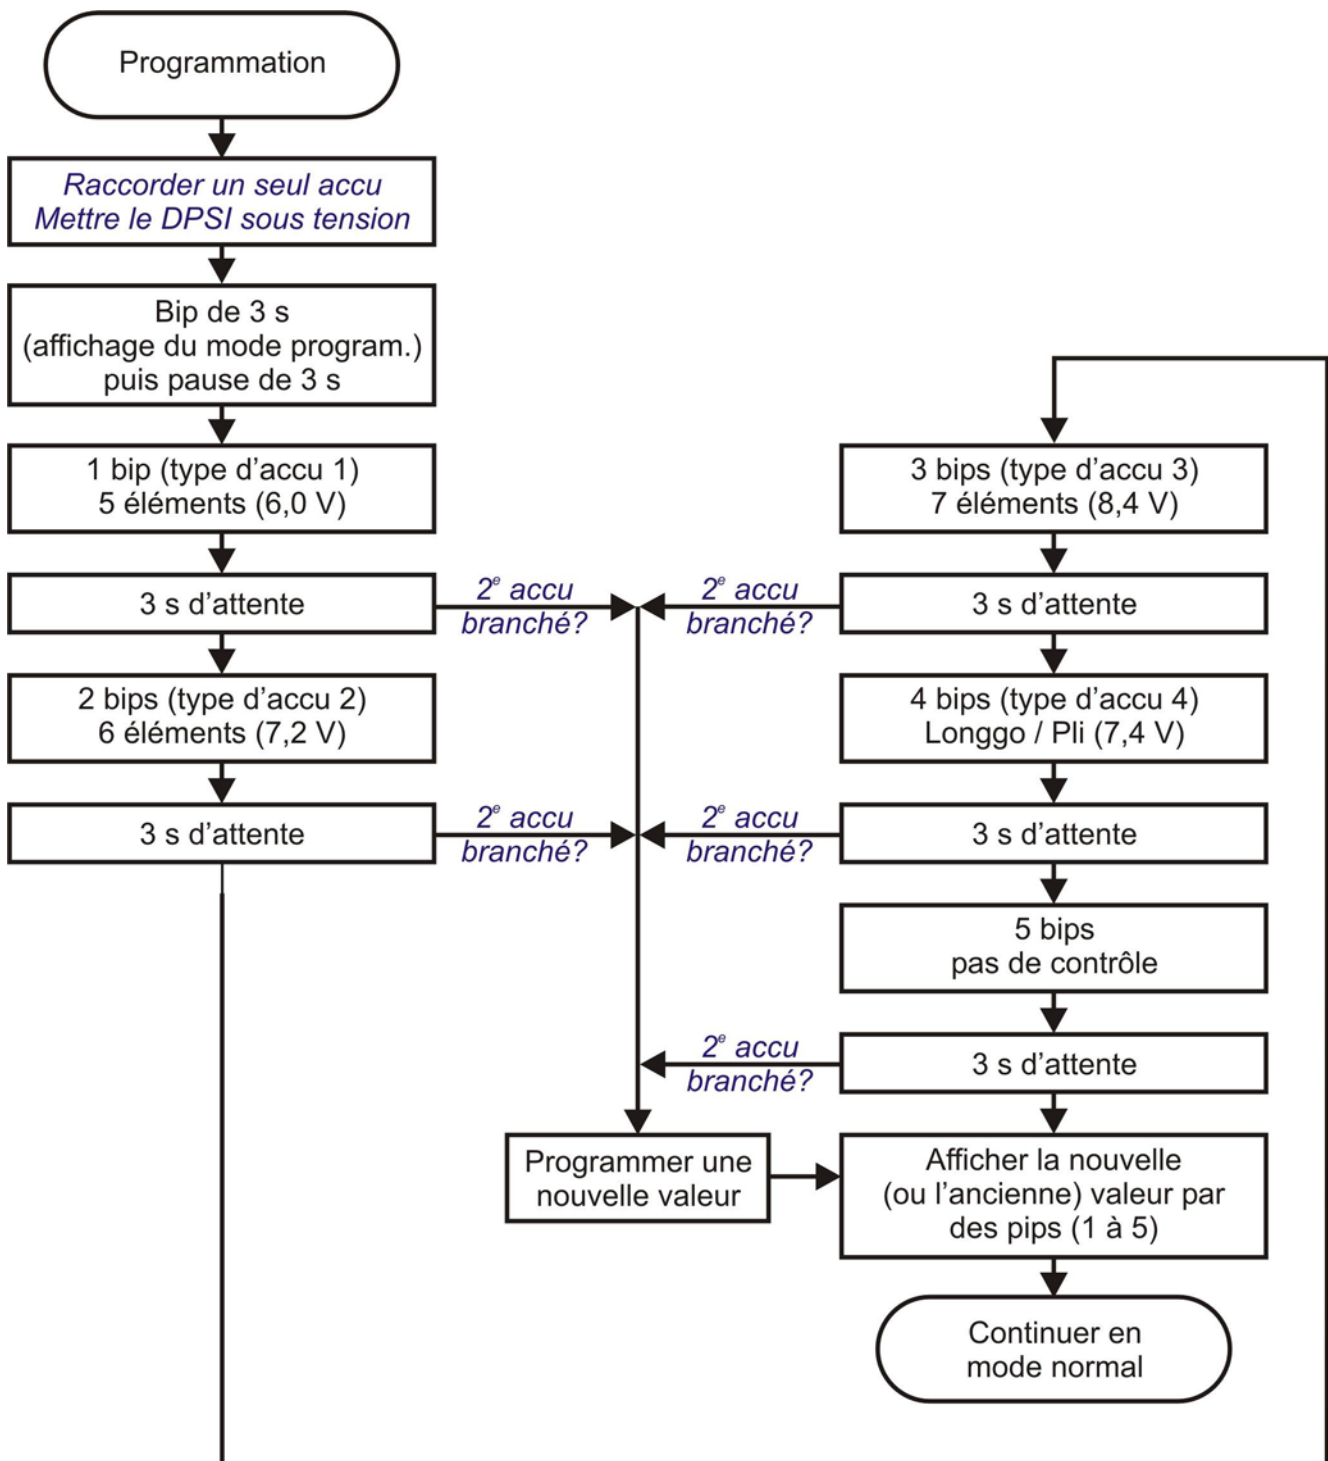 Programmation
Raccorder un seul accu
Mettre le DPSI sous tension
Bip de 3 s
(affichage du mode program.)
puis pause de 3 s
1 bip (type d’accu 1)
5 éléments (6,0 V)
3 s d’attente
2e accu
branché?
2 bips (type d’accu 2)
6 éléments (7,2 V)
3 s d’attente
2e accu
branché?
3 bips (type d’accu 3)
7 éléments (8,4 V)
2e accu
branché?
3 s d’attente
4 bips (type d’accu 4)
Longgo / Pli (7,4 V)
2e accu
branché?
3 s d’attente
5 bips
pas de contrôle
2e accu
branché?
3 s d’attente
Programmer une
nouvelle valeur
Afficher la nouvelle
(ou l’ancienne) valeur par
des pips (1 à 5)
Continuer en
mode normal